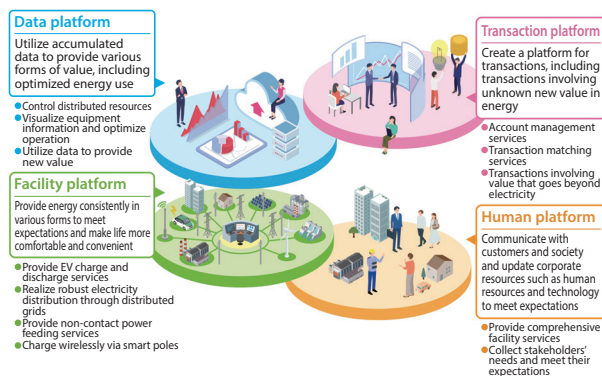 Data platform
Utilize accumulated
data to provide various
forms of value, including
optimized energy use
●Control distributed resources
●Visualize equipment
information and optimize
operation
●Utilize data to provide
new value
Transaction platform
Create a platform for
transactions, including
transactions involving
unknown new value in
energy
●Account management
services
●Transaction matching
services
●Transactions involving
value that goes beyond
electricity
Facility platform
Provide energy consistently in
various forms to meet
expectations and make life more
comfortable and convenient
●Provide EV charge and
discharge services
●Realize robust electricity
distribution through distributed
grids
●Provide non-contact power
feeding services
●Charge wirelessly via smart poles
Human platform
Communicate with
customers and society
and update corporate
resources such as human
resources and technology
to meet expectations
●Provide comprehensive
facility services
●Collect stakeholders'
needs and meet their
expectations